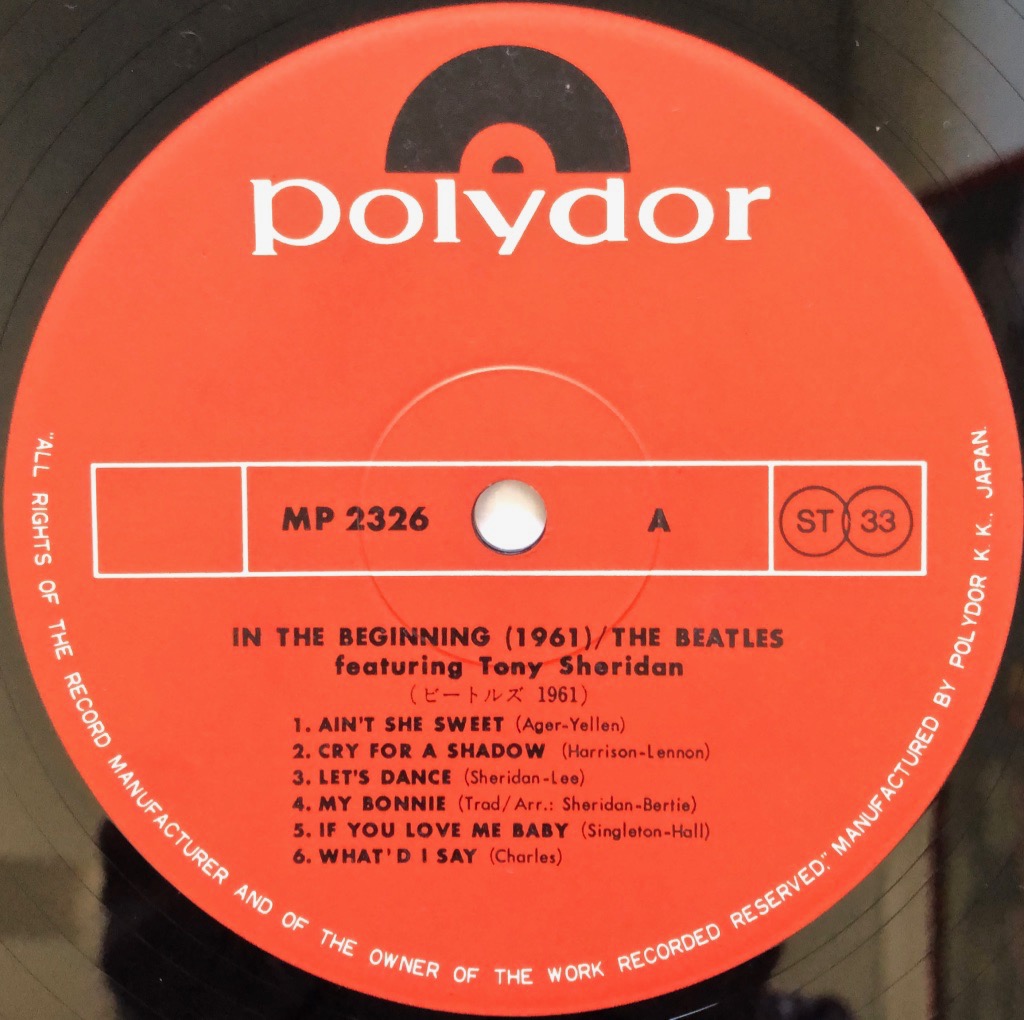 polydor
MP 2326 A ST 33
IN THE BEGINNING (1961)/THE BEATLES
featuring Tony Sheridan
(ビートルズ 1961)
1. AIN'T SHE SWEET (Ager-Yellen)
2. CRY FOR A SHADOW (Harrison-Lennon)
3. LET'S DANCE (Sheridan-Lee)
4. MY BONNIE (Trad/Arr.: Sheridan-Bertie)
5. IF YOU LOVE ME BABY (Singleton-Hall)
6. WHAT'D I SAY (Charles)
"ALL RIGHTS OF THE RECORD MANUFACTURER AND OF THE OWNER OF THE WORK RECORDED RESERVED." MANUFACTURED BY POLYDOR K.K., JAPAN.